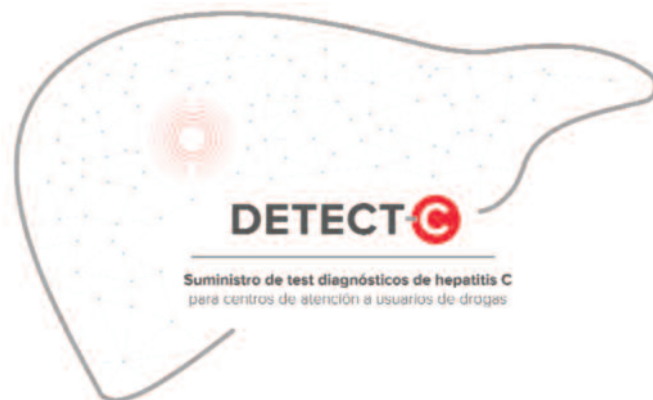 DETECT-C
Suministro de test diagnósticos de hepatitis C
para centros de atención a usuarios de drogas